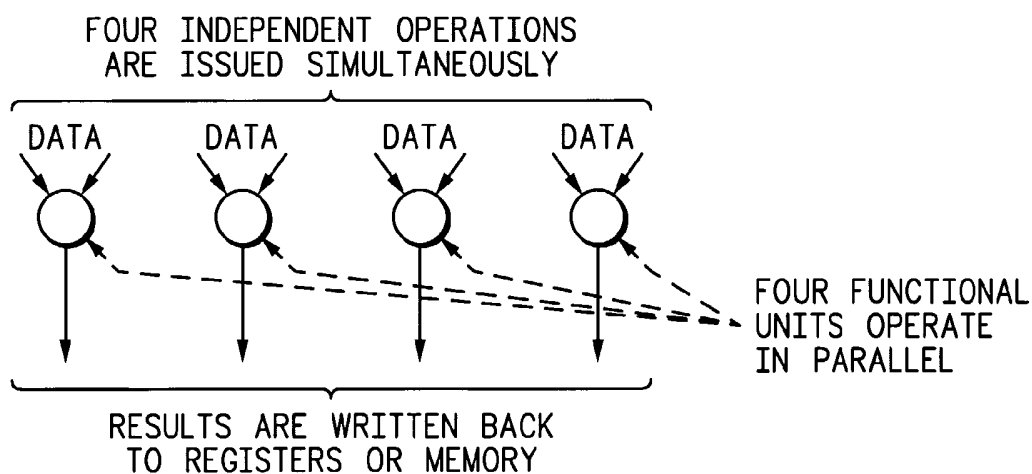 FOUR INDEPENDENT OPERATIONS
ARE ISSUED SIMULTANEOUSLY
DATA DATA DATA DATA
FOUR FUNCTIONAL
UNITS OPERATE
IN PARALLEL
RESULTS ARE WRITTEN BACK
TO REGISTERS OR MEMORY